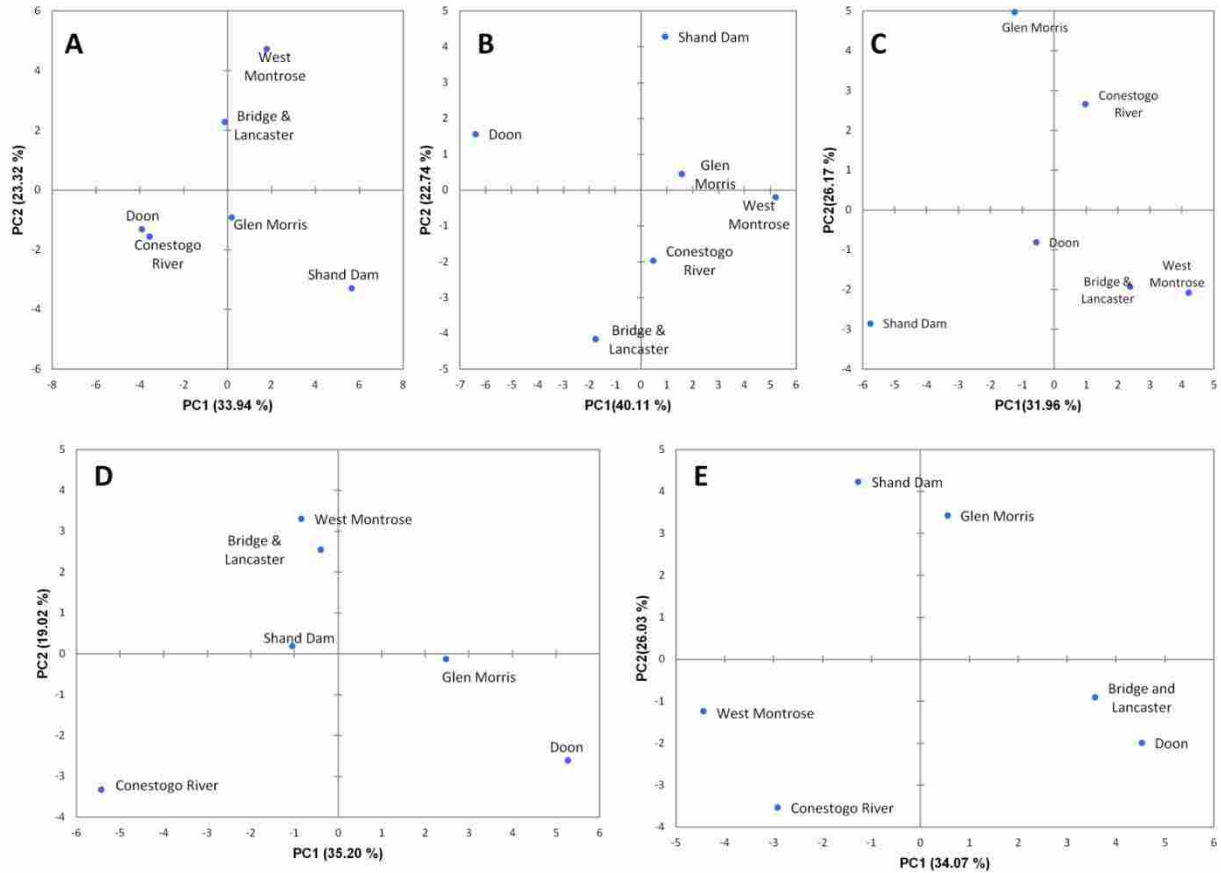 A
6
4
2
0
-2
-4
-6
-8
-6
-4
-2
0
2
4
6
8
PC2 (23.32 %)
PC1 (33.94 %)
West
Montrose
Bridge &
Lancaster
Doon
Conestogo
River
Glen Morris
Shand Dam
B
5
4
3
2
1
0
-1
-2
-3
-4
-5
-7
-6
-5
-4
-3
-2
-1
0
1
2
3
4
5
6
PC2 (22.74 %)
PC1(40.11 %)
Shand Dam
Doon
Glen
Morris
West
Montrose
Conestogo
River
Bridge &
Lancaster
C
5
4
3
2
1
0
-1
-2
-3
-4
-6
-5
-4
-3
-2
-1
0
1
2
3
4
5
PC2(26.17 %)
PC1(31.96 %)
Glen Morris
Conestogo
River
Doon
Bridge &
Lancaster
West
Montrose
Shand Dam
D
5
4
3
2
1
0
-1
-2
-3
-4
-6
-5
-4
-3
-2
-1
0
1
2
3
4
5
6
PC2 (19.02 %)
PC1 (35.20 %)
West Montrose
Bridge &
Lancaster
Shand Dam
Glen Morris
Doon
Conestogo River
E
5
4
3
2
1
0
-1
-2
-3
-4
-5
-4
-3
-2
-1
0
1
2
3
4
5
6
PC2(26.03 %)
PC1 (34.07 %)
Shand Dam
Glen Morris
Bridge and
Lancaster
West Montrose
Doon
Conestogo River